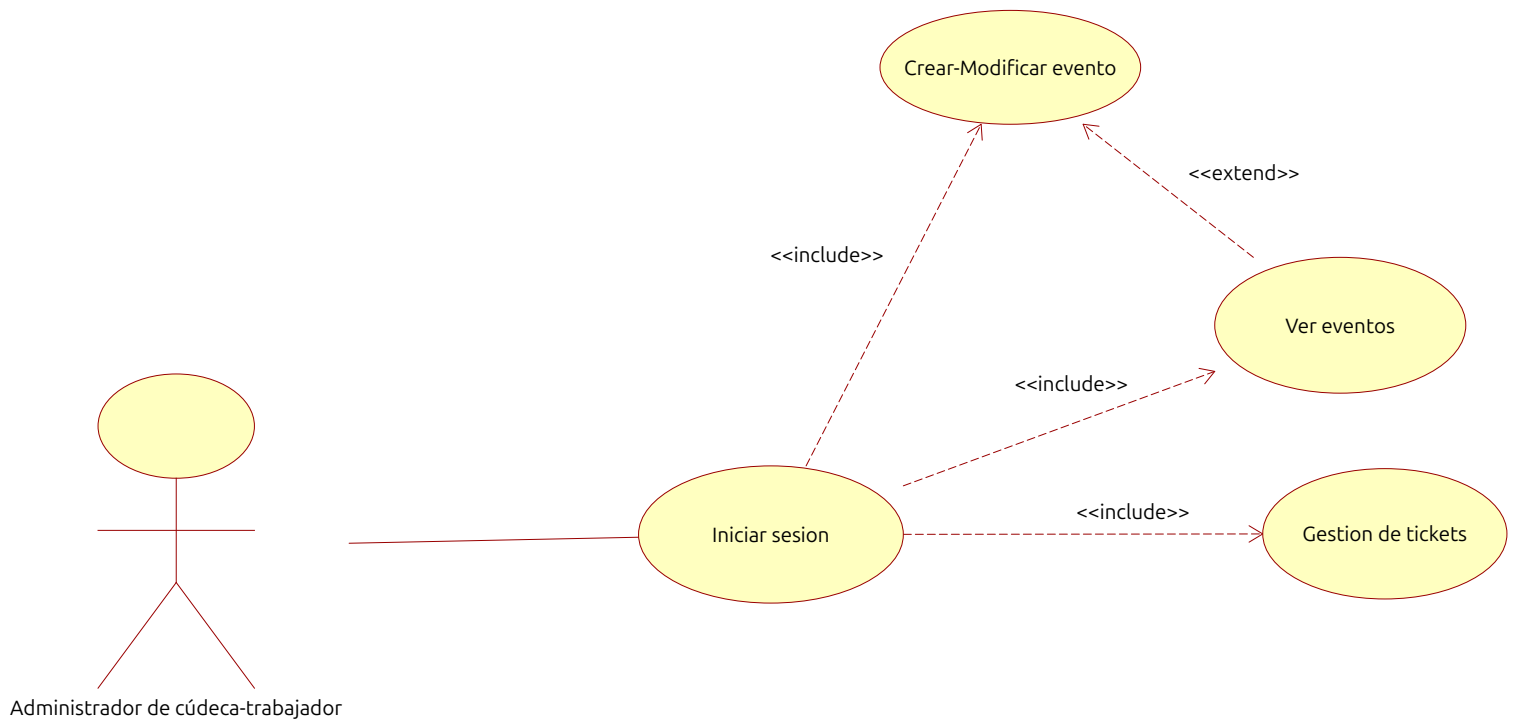 Crear-Modificar evento
<<extend>>
<<include>>
Ver eventos
<<include>>
<<include>>
Iniciar sesion
Gestion de tickets
Administrador de cúdeca-trabajador